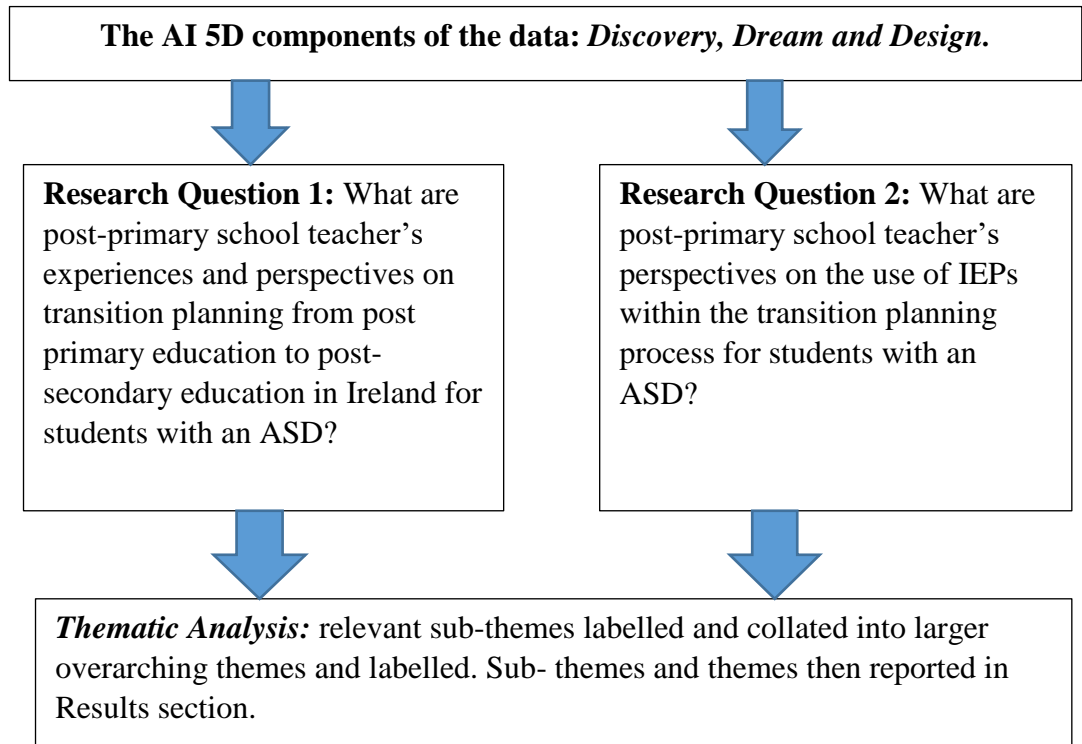 The AI 5D components of the data: Discovery, Dream and Design.
Research Question 1: What are
post-primary school teacher's
experiences and perspectives on
transition planning from post
primary education to post-
secondary education in Ireland for
students with an ASD?
Research Question 2: What are
post-primary school teacher's
perspectives on the use of IEPs
within the transition planning
process for students with an
ASD?
Thematic Analysis: relevant sub-themes labelled and collated into larger
overarching themes and labelled. Sub- themes and themes then reported in
Results section.